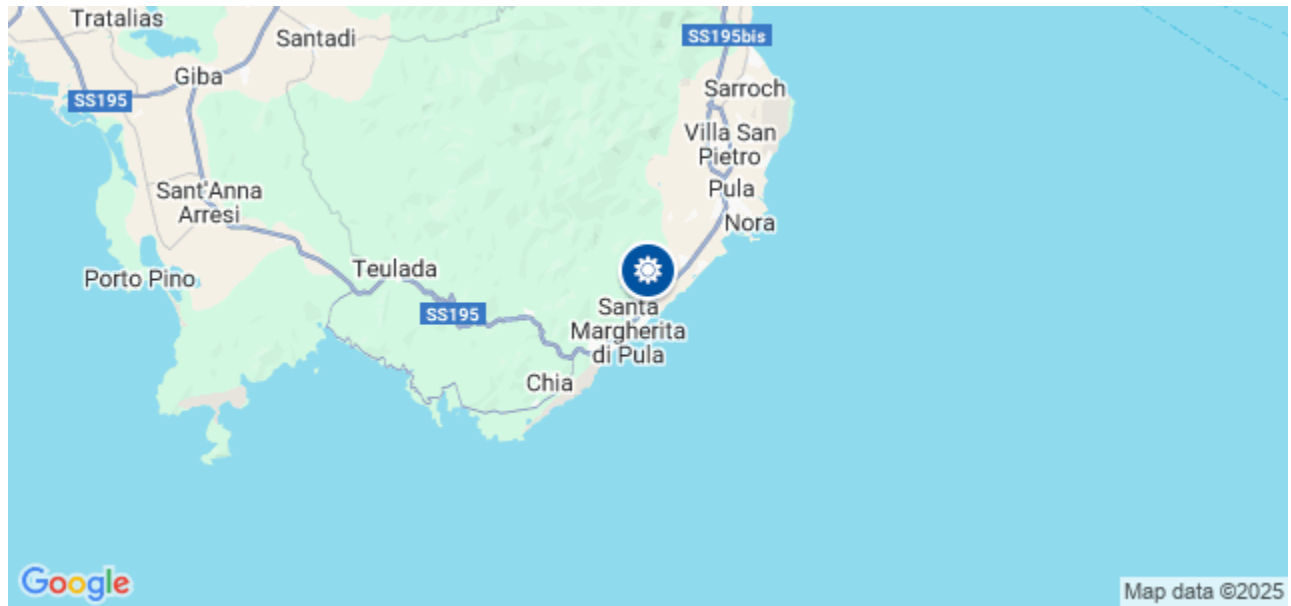 Tratalias
Santadi
SS195bis
Giba
SS195
Sarroch
Villa San
Pietro
Pula
Sant'Anna
Arresi
Nora
Teulada
Porto Pino
SS195
Santa
Margherita
di Pula
Chia
Google
Map data ©2025